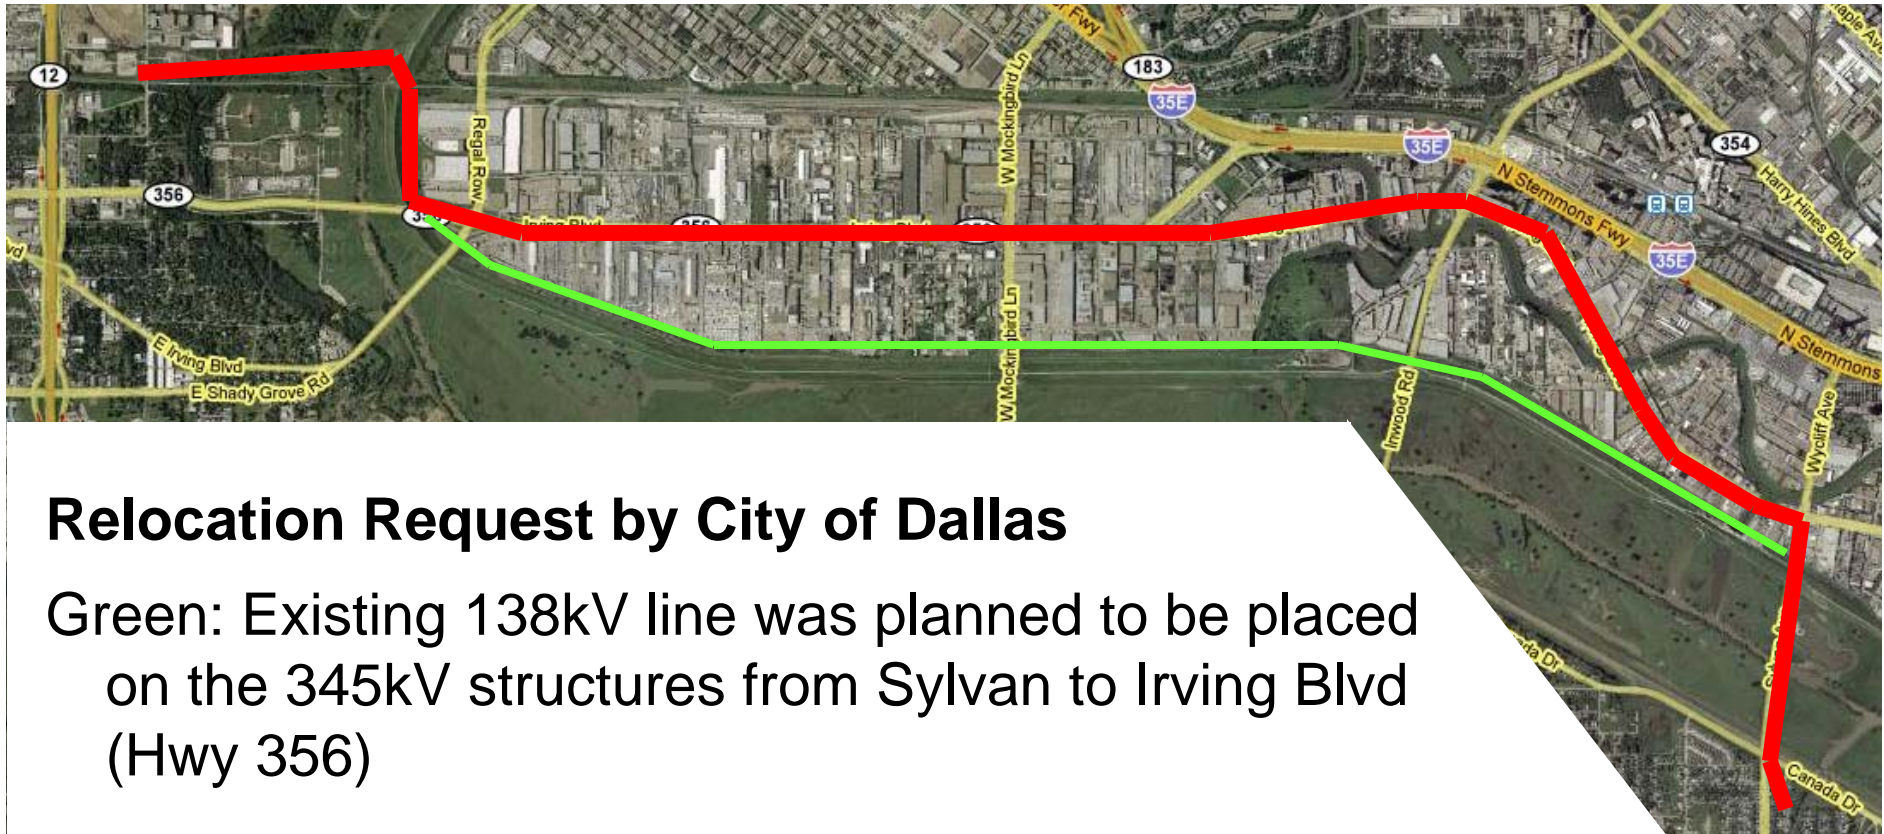 12
183
35E
35E
354
356
W Mockingbird Ln
Regal Row
Harry Hines Blvd
N Stemmons Fwy
35E
N Stemmons
E Irving Blvd
E Shady Grove Rd
W Mockingbird Ln
Inwood Rd
Wycliff Ave
Relocation Request by City of Dallas
Green: Existing 138kV line was planned to be placed
on the 345kV structures from Sylvan to Irving Blvd
(Hwy 356)
Canada Dr